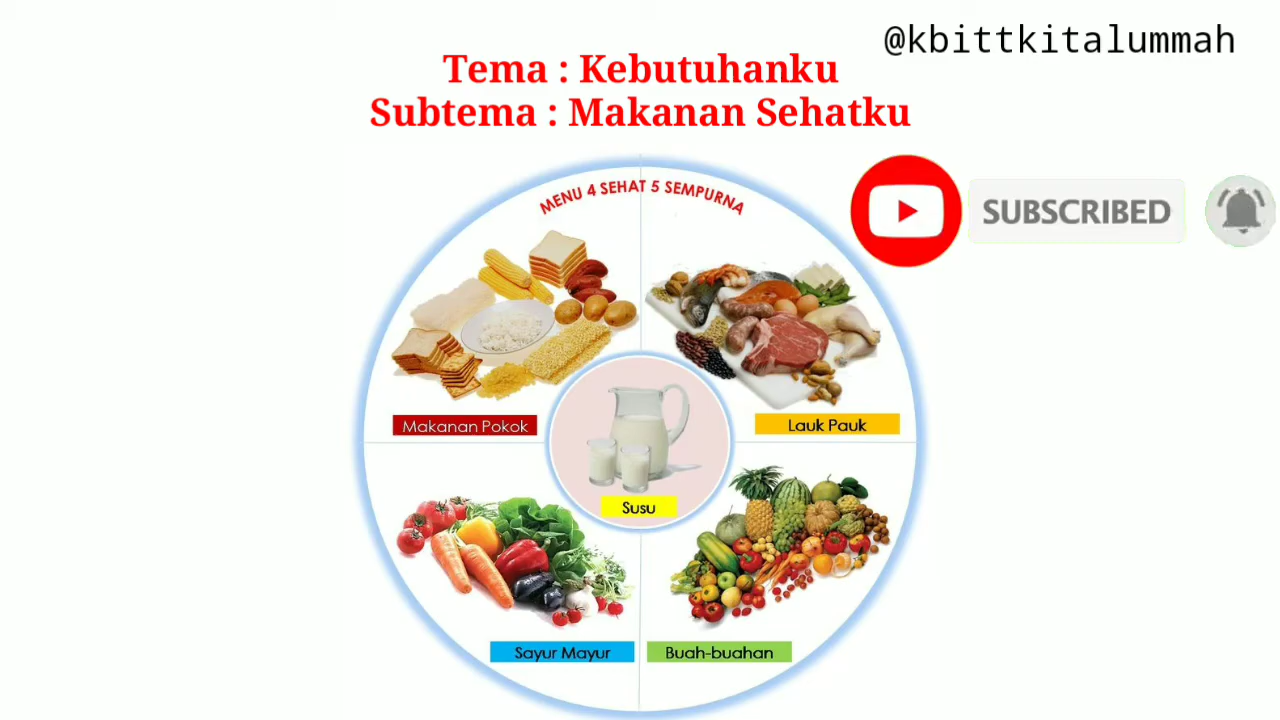 @kbittkitalummah
Tema : Kebutuhanku
Subtema : Makanan Sehatku
MENU 4 SEHAT 5 SEMPURNA
SUBSCRIBED
Makanan Pokok
Lauk Pauk
Susu
Sayur Mayur
Buah-buahan